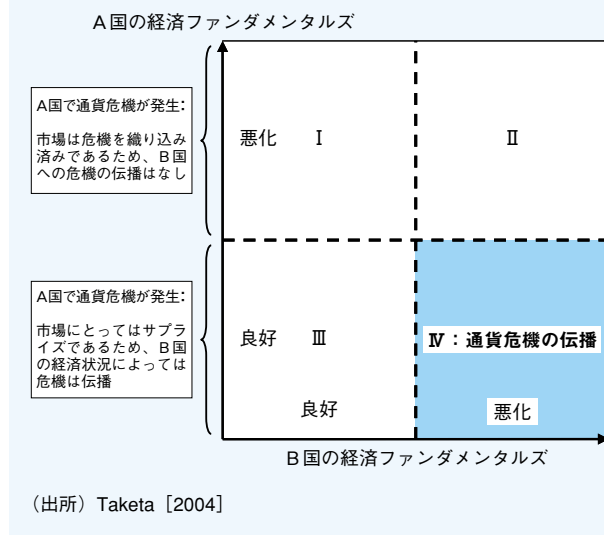 A国の経済ファンダメンタルズ
A国で通貨危機が発生：
市場は危機を織り込み
済みであるため、B国
への危機の伝播はなし
悪化 Ⅰ
Ⅱ
A国で通貨危機が発生：
市場にとってはサプラ
イズであるため、B国
の経済状況によっては
危機は伝播
良好 Ⅲ
Ⅳ：通貨危機の伝播
良好
悪化
B国の経済ファンダメンタルズ
（出所）Taketa［2004］